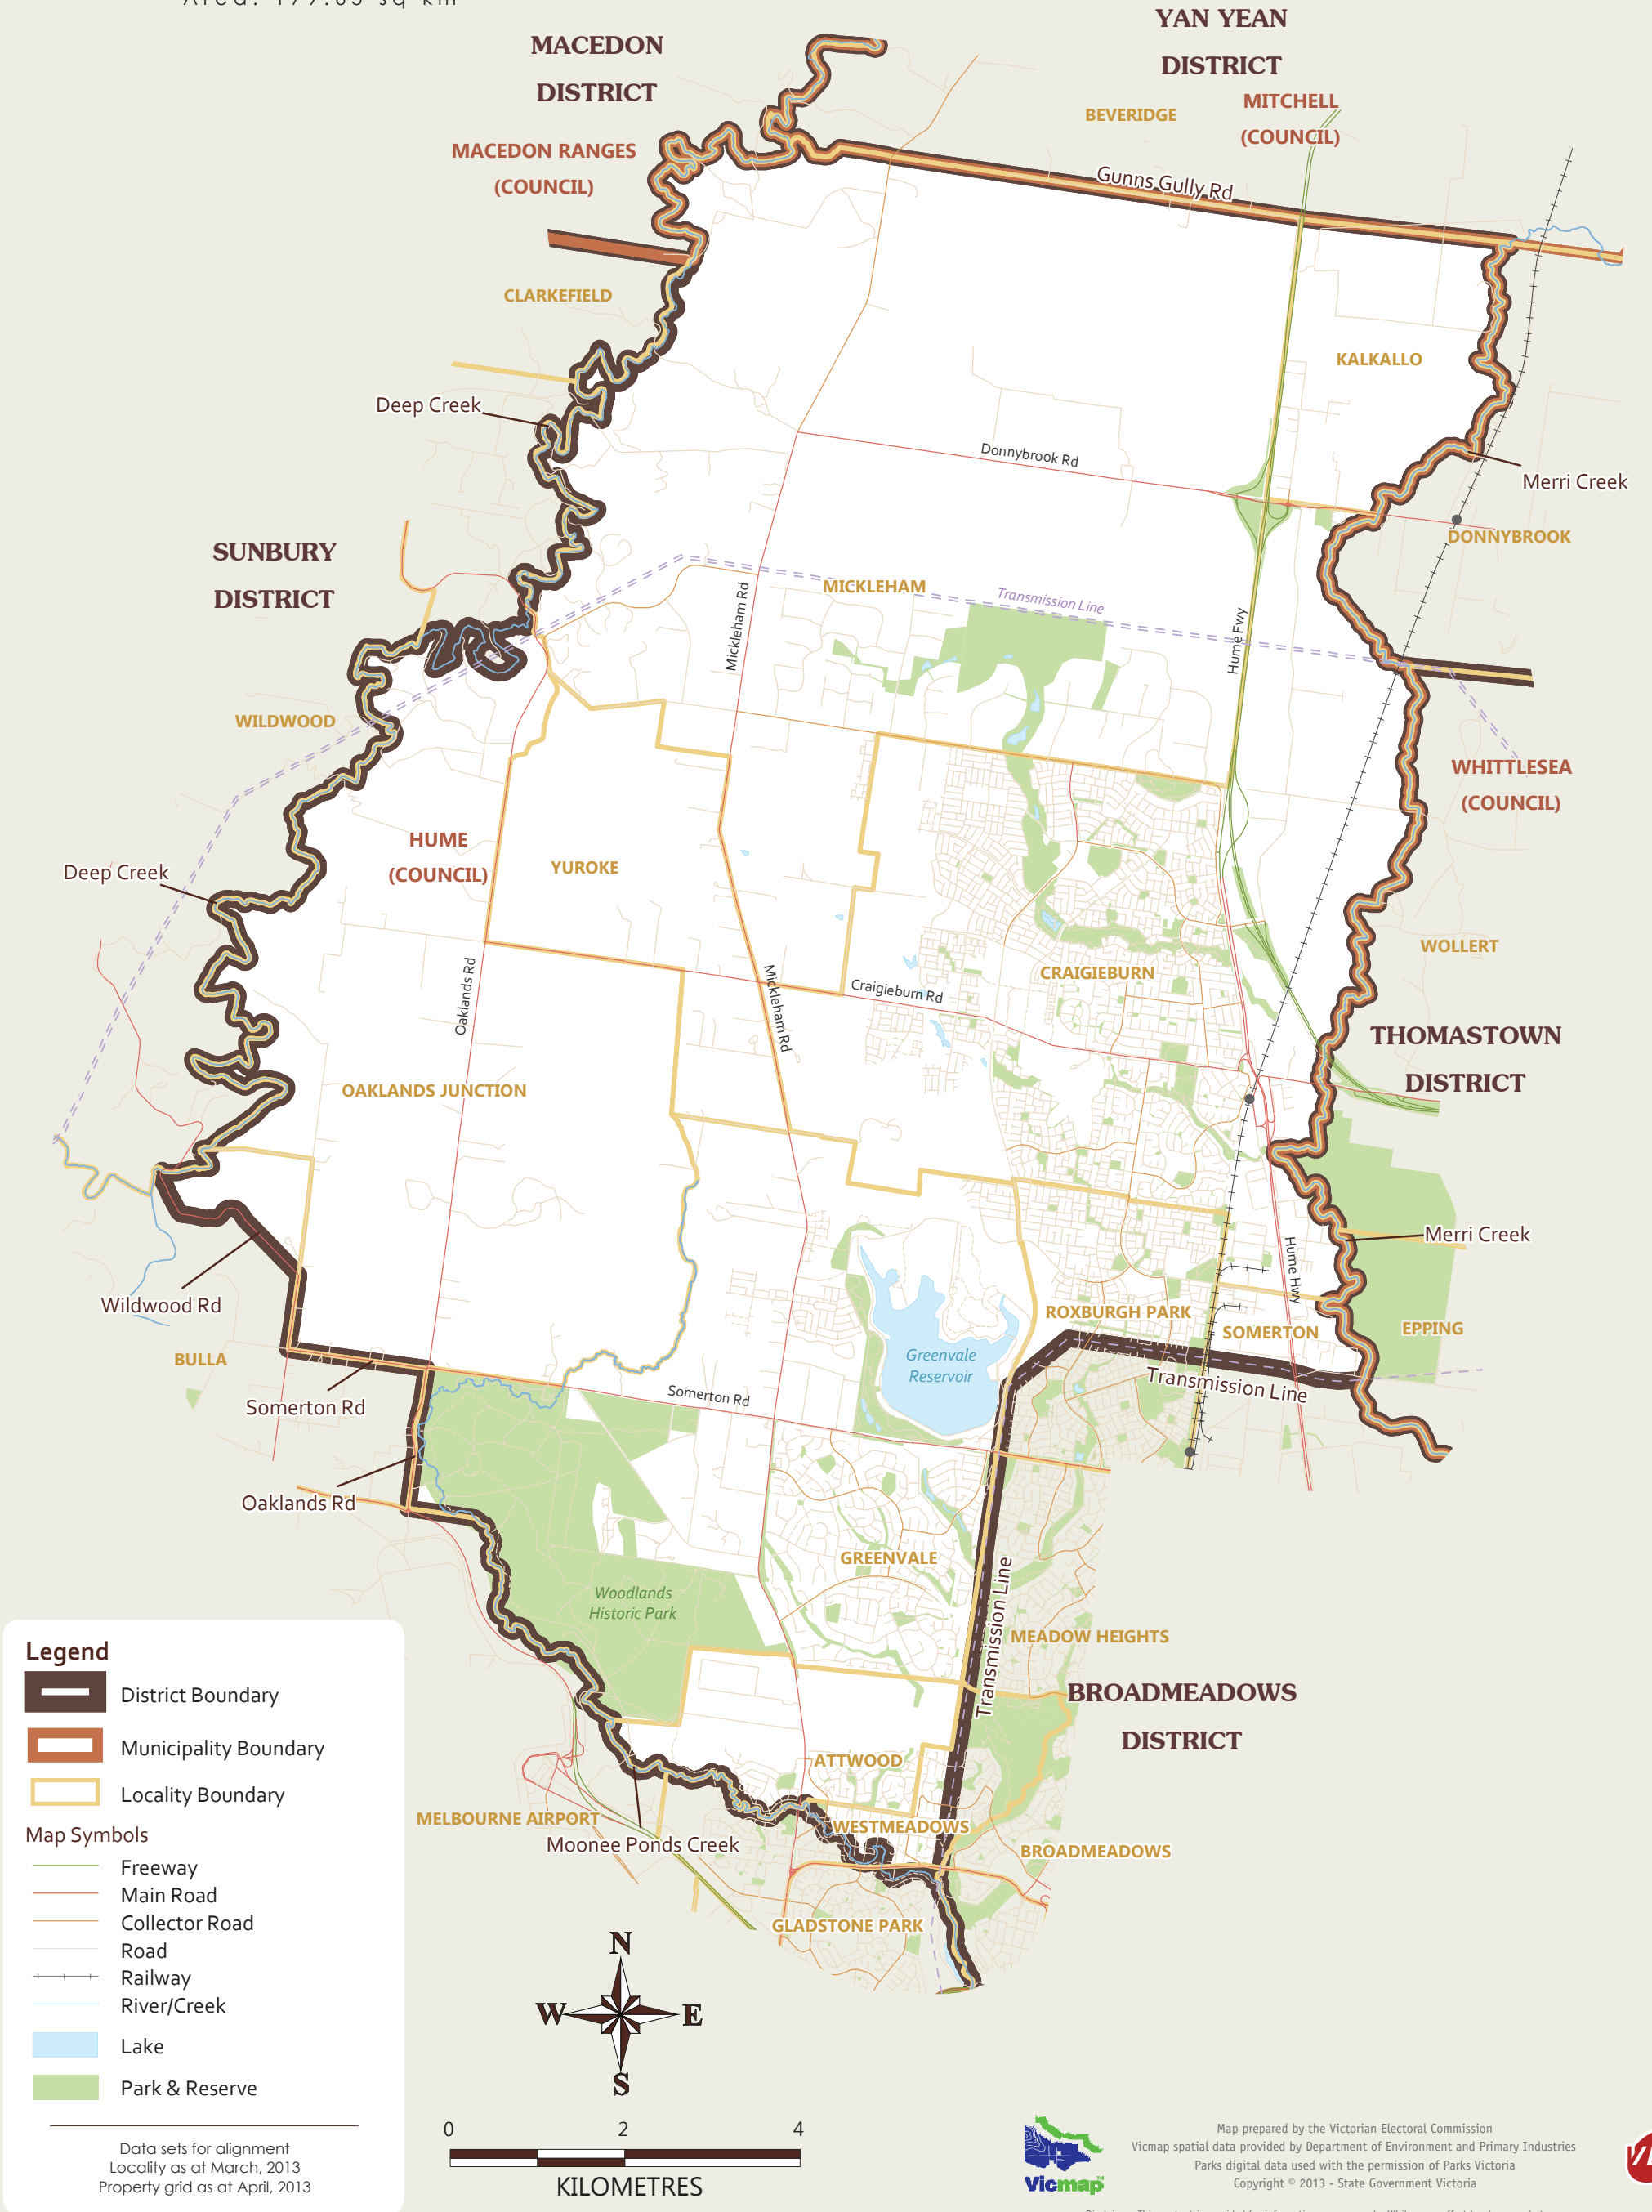 Area: 179.83 sq km
YAN YEAN
DISTRICT
MACEDON
DISTRICT
MITCHELL
(COUNCIL)
BEVERIDGE
MACEDON RANGES
(COUNCIL)
Gunns Gully Rd
CLARKEFIELD
KALKALLO
Deep Creek
Donnybrook Rd
Merri Creek
DONNYBROOK
SUNBURY
DISTRICT
MICKLEHAM
Transmission Line
Mickleham Rd
Hume Fwy
WILDWOOD
WHITTLESEA
(COUNCIL)
HUME
(COUNCIL)
YUROKE
Deep Creek
WOLLERT
CRAIGIEBURN
Oaklands Rd
Mickleham Rd
Craigieburn Rd
THOMASTOWN
DISTRICT
OAKLANDS JUNCTION
Merri Creek
Hume Hwy
Wildwood Rd
ROXBURGH PARK
SOMERTON
EPPING
BULLA
Greenvale
Reservoir
Transmission Line
Somerton Rd
Somerton Rd
Oaklands Rd
GREENVALE
Woodlands
Historic Park
Transmission Line
MEADOW HEIGHTS
BROADMEADOWS
DISTRICT
ATTWOOD
MELBOURNE AIRPORT
WESTMEADOWS
Moonee Ponds Creek
BROADMEADOWS
GLADSTONE PARK
Legend
District Boundary
Municipality Boundary
Locality Boundary
Map Symbols
Freeway
Main Road
Collector Road
Road
Railway
River/Creek
Lake
Park & Reserve
Data sets for alignment
Locality as at March, 2013
Property grid as at April, 2013
N
W
E
S
0 2 4
KILOMETRES
Vicmap
Map prepared by the Victorian Electoral Commission
Vicmap spatial data provided by Department of Environment and Primary Industries
Parks digital data used with the permission of Parks Victoria
Copyright © 2013 - State Government Victoria